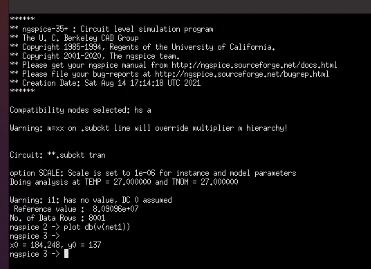 ******
** ngspice-35+ : Circuit level simulation program
** The U. C. Berkeley CAD Group
** Copyright 1985-1994, Regents of the University of California.
** Copyright 2001-2020, The ngspice team.
** Please get your ngspice manual from http://ngspice.sourceforge.net/docs.html
** Please file your bug-reports at http://ngspice.sourceforge.net/bugrep.html
** Creation Date: Sat Aug 14 17:14:18 UTC 2021
******
Compatibility modes selected: hs a
Warning: m=xx on .subckt line will override multiplier m hierarchy!
Circuit: **.subckt tran
option SCALE: Scale is set to 1e-06 for instance and model parameters
Doing analysis at TEMP = 27.000000 and TNOM = 27.000000
Warning: i1: has no value, DC 0 assumed
Reference value : 8.09096e+07
No. of Data Rows : 8001
ngspice 2 -> plot db(v(net1))
ngspice 3 ->
x0 = 184.248, y0 = 137
ngspice 3 ->